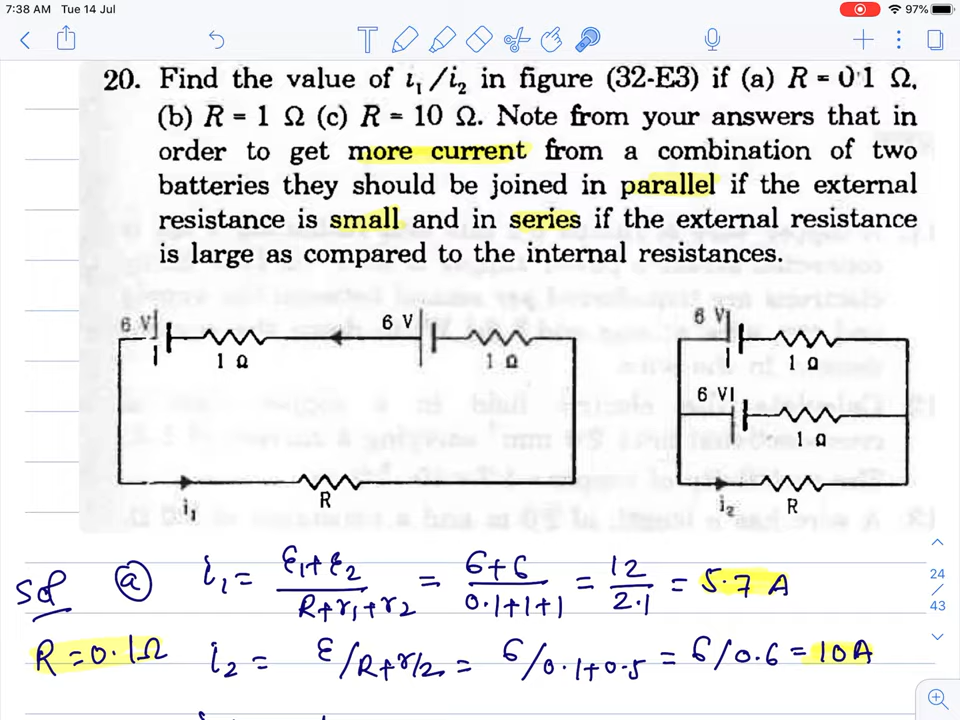 7:38 AM Tue 14 Jul
97%
20. Find the value of i₁/i₂ in figure (32-E3) if (a) R = 0·1 Ω,
(b) R = 1 Ω (c) R = 10 Ω. Note from your answers that in
order to get more current from a combination of two
batteries they should be joined in parallel if the external
resistance is small and in series if the external resistance
is large as compared to the internal resistances.
6 V 6 V 6 V
1 Ω 1 Ω 1 Ω
6 V
1 Ω
i₁ R i₂ R
Sol ⓐ i₁ = ε₁+ε₂ / R+r₁+r₂ = 6+6 / 0.1+1+1 = 12 / 2.1 = 5.7 A
R = 0.1Ω i₂ = ε/R+r/2 = 6/0.1+0.5 = 6/0.6 = 10A
24
/
43